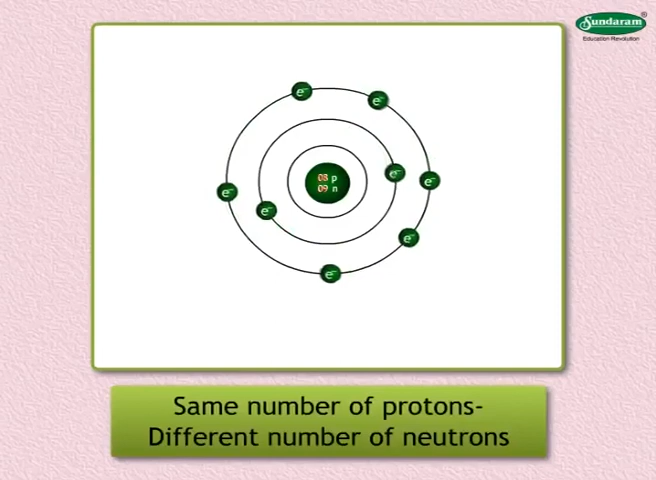 Sundaram®
Education Revolution
e⁻
e⁻
08 p
09 n
e⁻
e⁻
e⁻
e⁻
e⁻
e⁻
Same number of protons-
Different number of neutrons